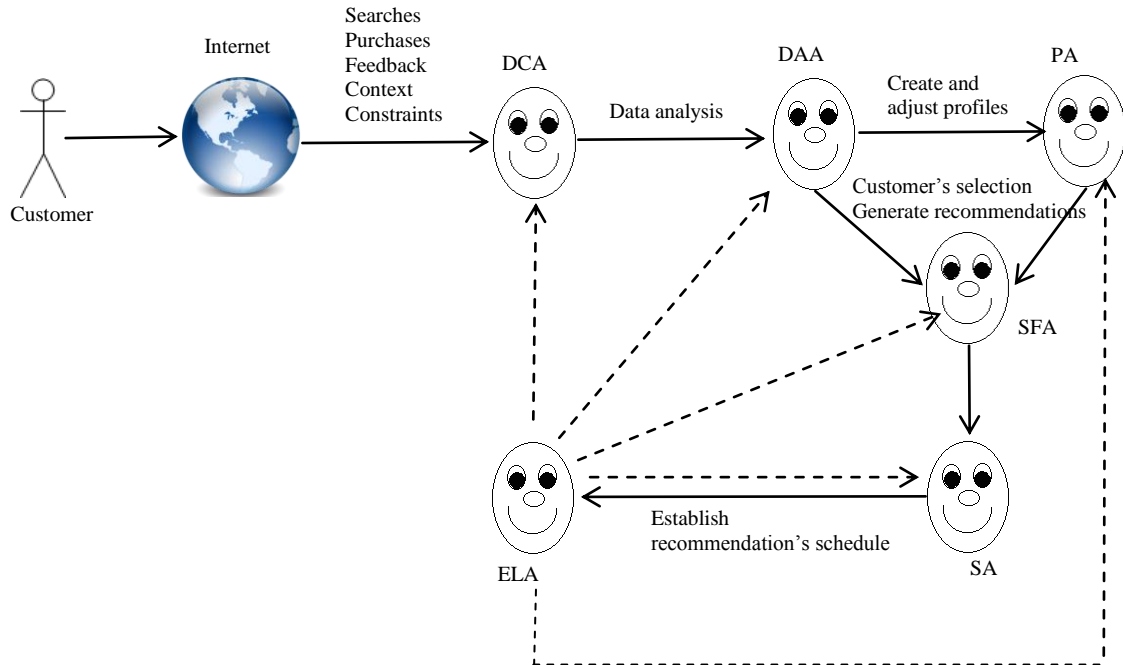 Searches
Purchases
Feedback
Context
Constraints
Internet
DCA
DAA
PA
Customer
Data analysis
Create and
adjust profiles
Customer's selection
Generate recommendations
SFA
Establish
recommendation's schedule
ELA
SA